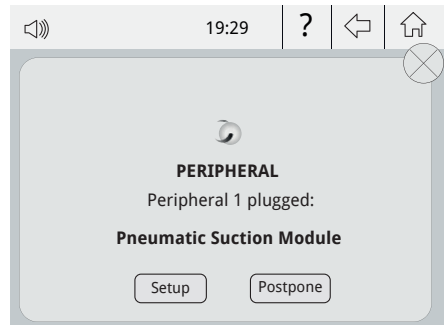 19:29 ?
PERIPHERAL
Peripheral 1 plugged:
Pneumatic Suction Module
Setup Postpone